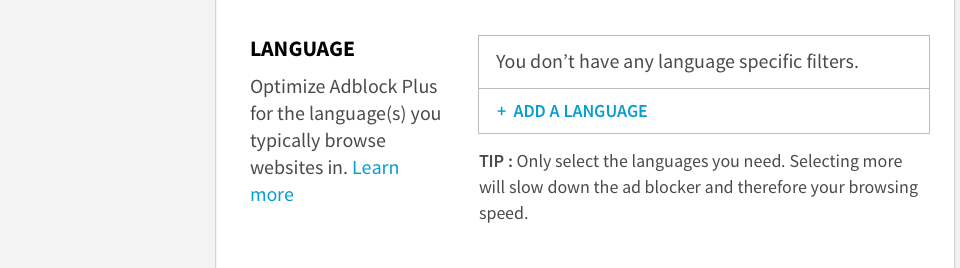 LANGUAGE
Optimize Adblock Plus
for the language(s) you
typically browse
websites in. Learn
more
You don’t have any language specific filters.
+ ADD A LANGUAGE
TIP : Only select the languages you need. Selecting more
will slow down the ad blocker and therefore your browsing
speed.